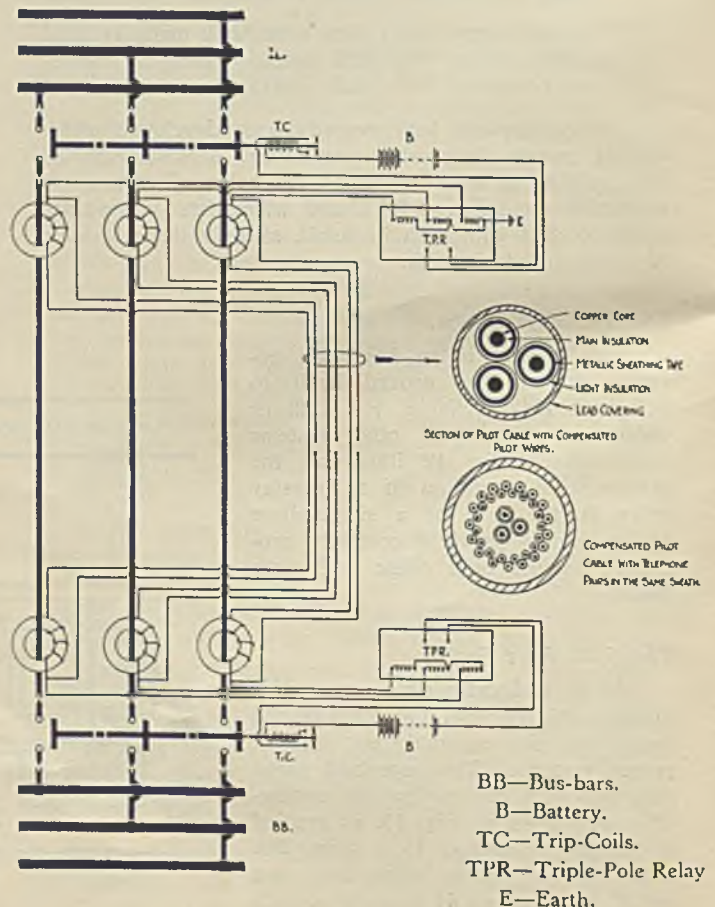 TC
B
E
T.P.R
COPPER CORE
MAIN INSULATION
METALLIC SHEATHING TAPE
LIGHT INSULATION
LEAD COVERING
SECTION OF PILOT CABLE WITH COMPENSATED
PILOT WIRES.
COMPENSATED PILOT
CABLE WITH TELEPHONE
PAIRS IN THE SAME SHEATH.
TPR.
B
T.C.
BB.
BB—Bus-bars.
B—Battery.
TC—Trip-Coils.
TPR—Triple-Pole Relay
E—Earth.